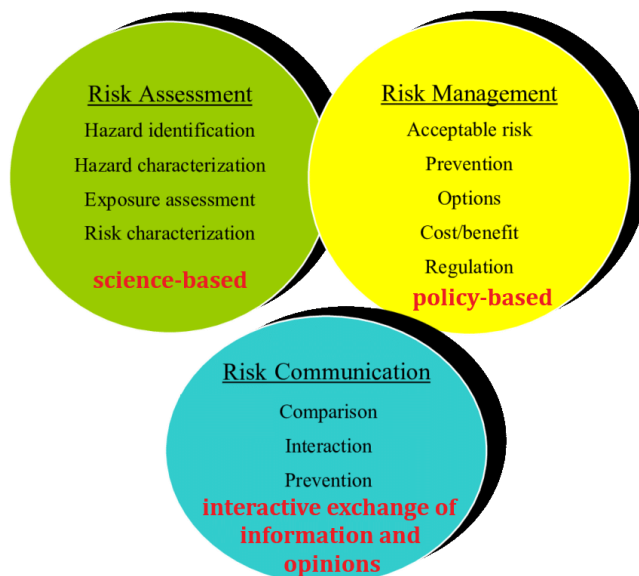 Risk Assessment
Hazard identification
Hazard characterization
Exposure assessment
Risk characterization
science-based
Risk Management
Acceptable risk
Prevention
Options
Cost/benefit
Regulation
policy-based
Risk Communication
Comparison
Interaction
Prevention
interactive exchange of
information and
opinions